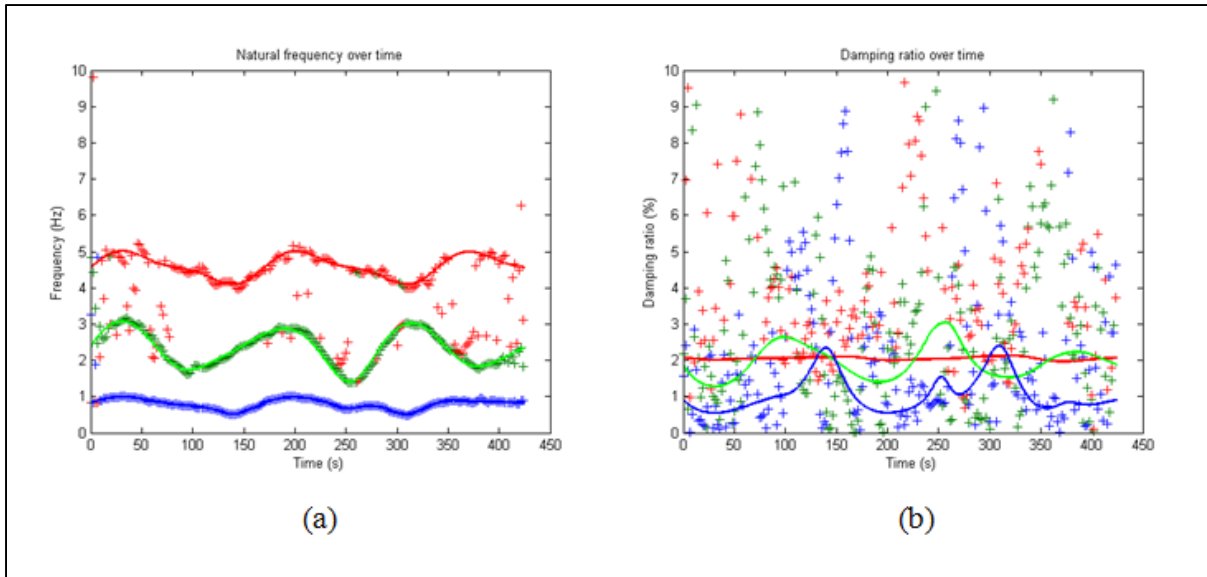 Natural frequency over time
10
9
8
7
6
5
4
3
2
1
0
Frequency (Hz)
0 50 100 150 200 250 300 350 400 450
Time (s)
(a)
Damping ratio over time
10
9
8
7
6
5
4
3
2
1
0
Damping ratio (%)
0 50 100 150 200 250 300 350 400 450
Time (s)
(b)